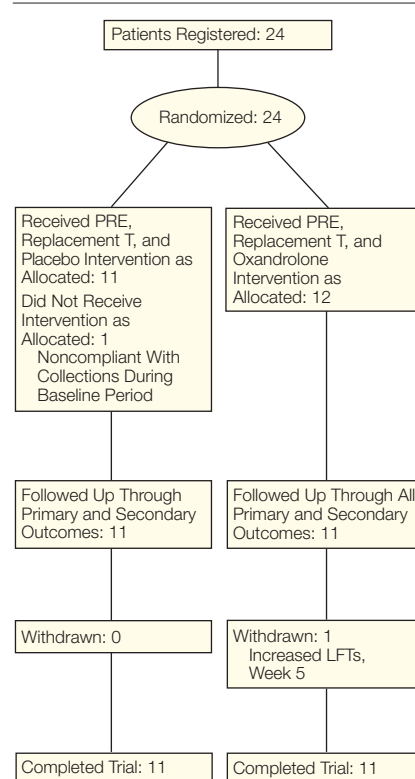 Patients Registered: 24
Randomized: 24
Received PRE,
Replacement T, and
Placebo Intervention as
Allocated: 11
Did Not Receive
Intervention as
Allocated: 1
Noncompliant With
Collections During
Baseline Period
Received PRE,
Replacement T, and
Oxandrolone
Intervention as
Allocated: 12
Followed Up Through
Primary and Secondary
Outcomes: 11
Followed Up Through All
Primary and Secondary
Outcomes: 11
Withdrawn: 0
Withdrawn: 1
Increased LFTs,
Week 5
Completed Trial: 11
Completed Trial: 11